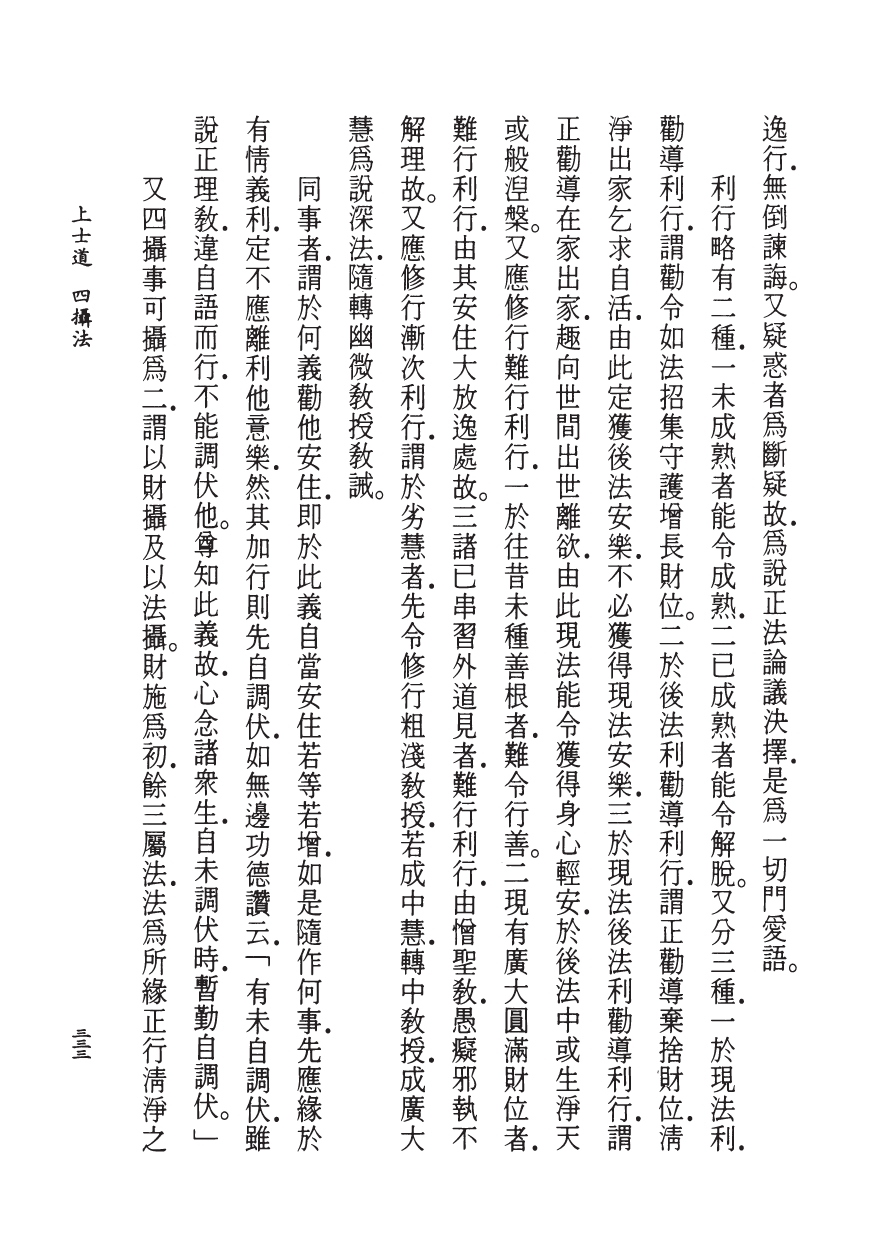 逸行．無倒諫誨。又疑惑者爲斷疑故．爲說正法論議決擇．是爲一切門愛語。
利行略有二種．一未成熟者能令成熟．二已成熟者能令解脫。又分三種．一於現法利．
勸導利行．謂勸令如法招集守護增長財位。二於後法利勸導利行．謂正勸導棄捨財位．淸
淨出家乞求自活．由此定獲後法安樂．不必獲得現法安樂．三於現法後法利勸導利行．謂
正勸導在家出家．趣向世間出世離欲．由此現法能令獲得身心輕安．於後法中或生淨天
或般湼槃。又應修行難行利行．一於往昔未種善根者．難令行善。二現有廣大圓滿財位者．
難行利行．由其安住大放逸處故。三諸已串習外道見者．難行利行．由憎聖敎．愚癡邪執不
解理故。又應修行漸次利行．謂於劣慧者．先令修行粗淺敎授．若成中慧．轉中敎授．成廣大
慧爲說深法．隨轉幽微敎授敎誡。
同事者．謂於何義勸他安住．即於此義自當安住若等若增．如是隨作何事．先應緣於
有情義利．定不應離利他意樂．然其加行則先自調伏．如無邊功德讚云．「有未自調伏．雖
說正理敎．違自語而行．不能調伏他。尊知此義故．心念諸衆生．自未調伏時．暫勤自調伏。」
又四攝事可攝爲二．謂以財攝及以法攝。財施爲初．餘三屬法．法爲所緣正行淸淨之
上士道 四攝法
三三三